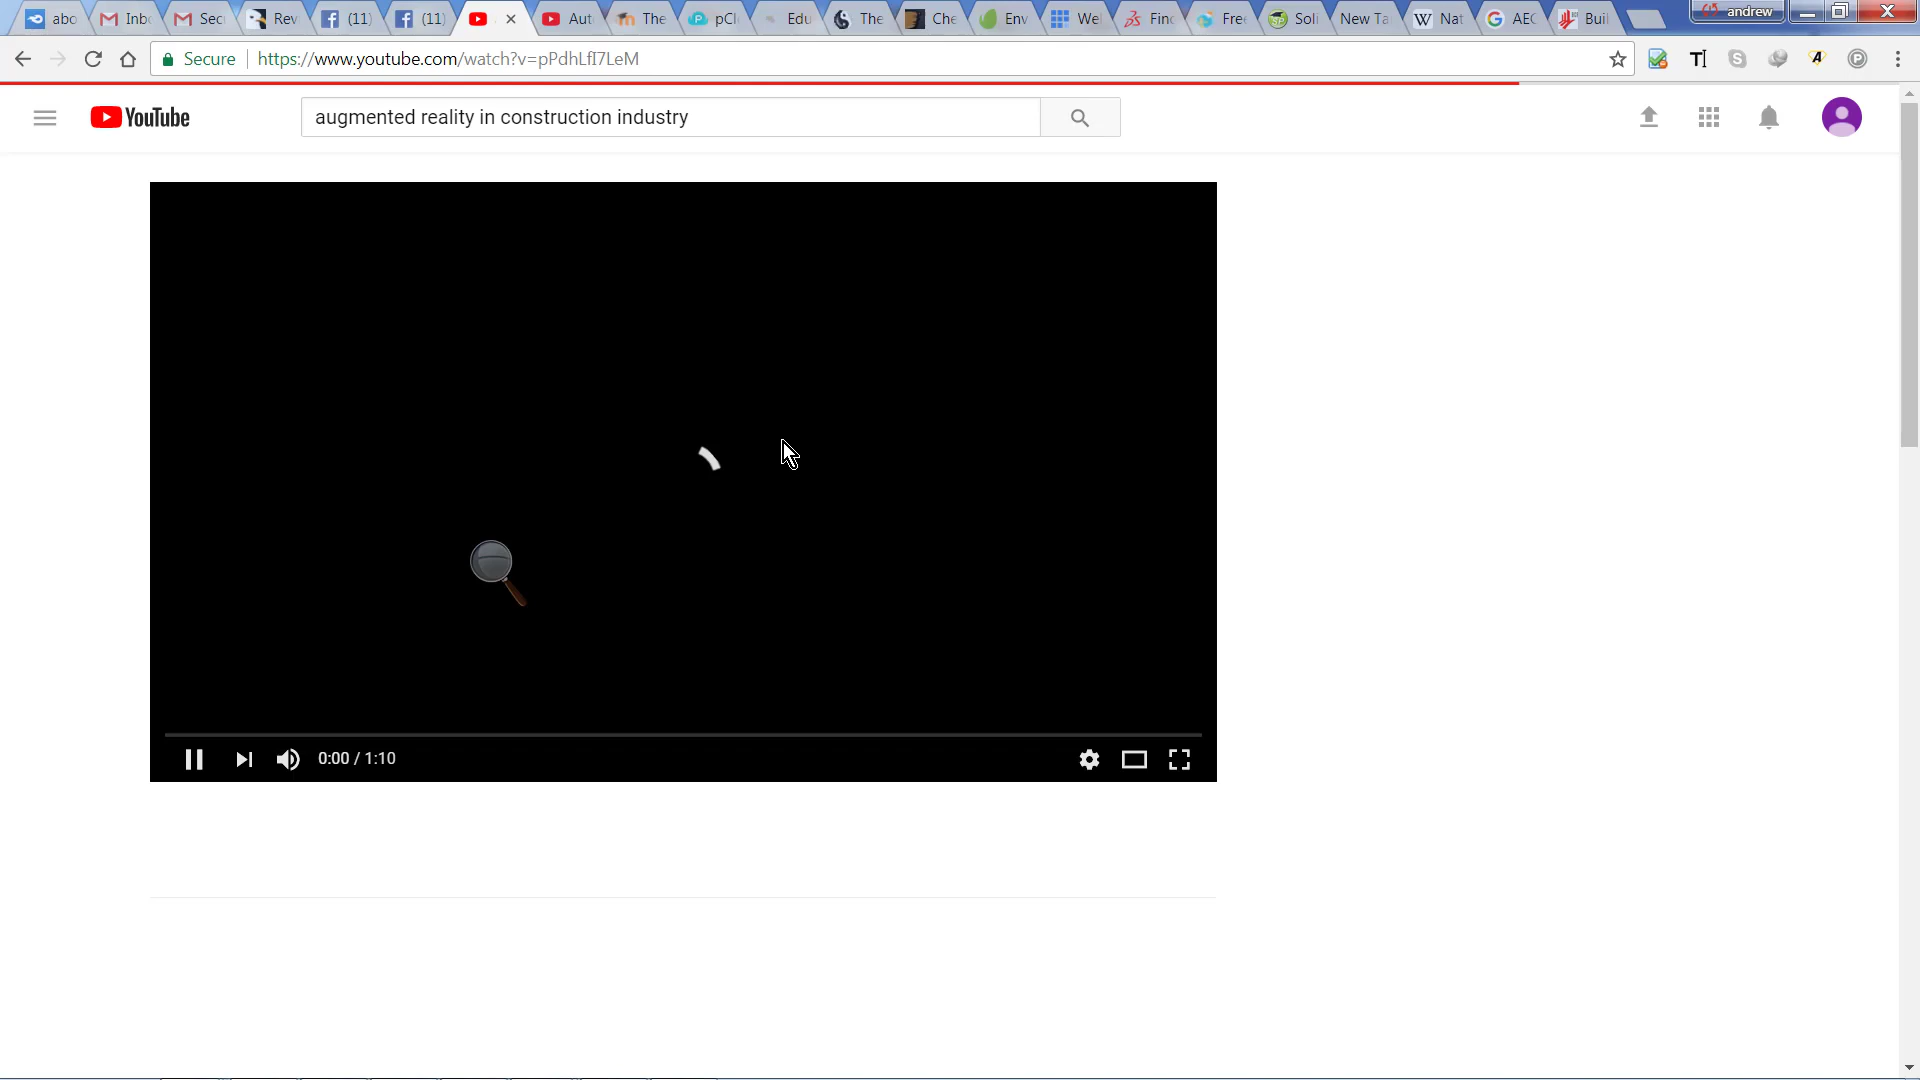 abo Inb Sec Rev (11) (11) Aut The pCl Edu The Che Env We Finc Free Soli New Ta Nat AEC Buil andrew
Secure https://www.youtube.com/watch?v=pPdhLfI7LeM
YouTube augmented reality in construction industry
0:00 / 1:10